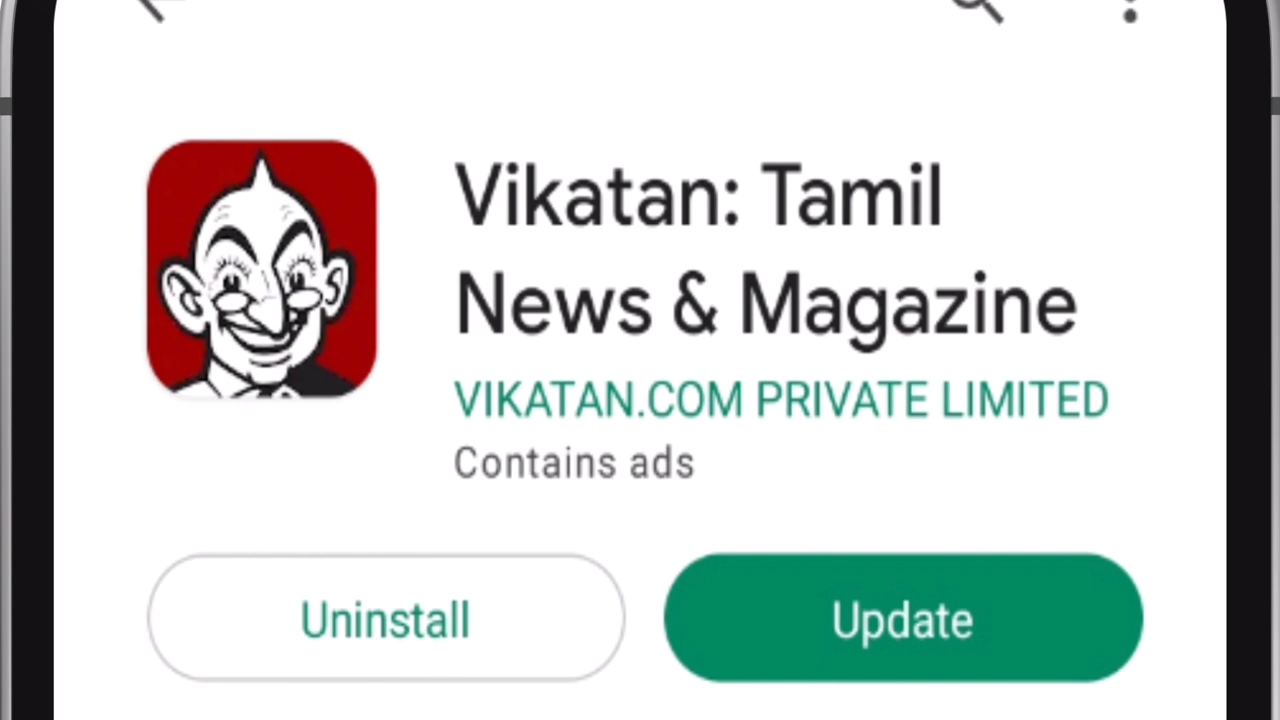 Vikatan: Tamil
News & Magazine
VIKATAN.COM PRIVATE LIMITED
Contains ads
Uninstall
Update